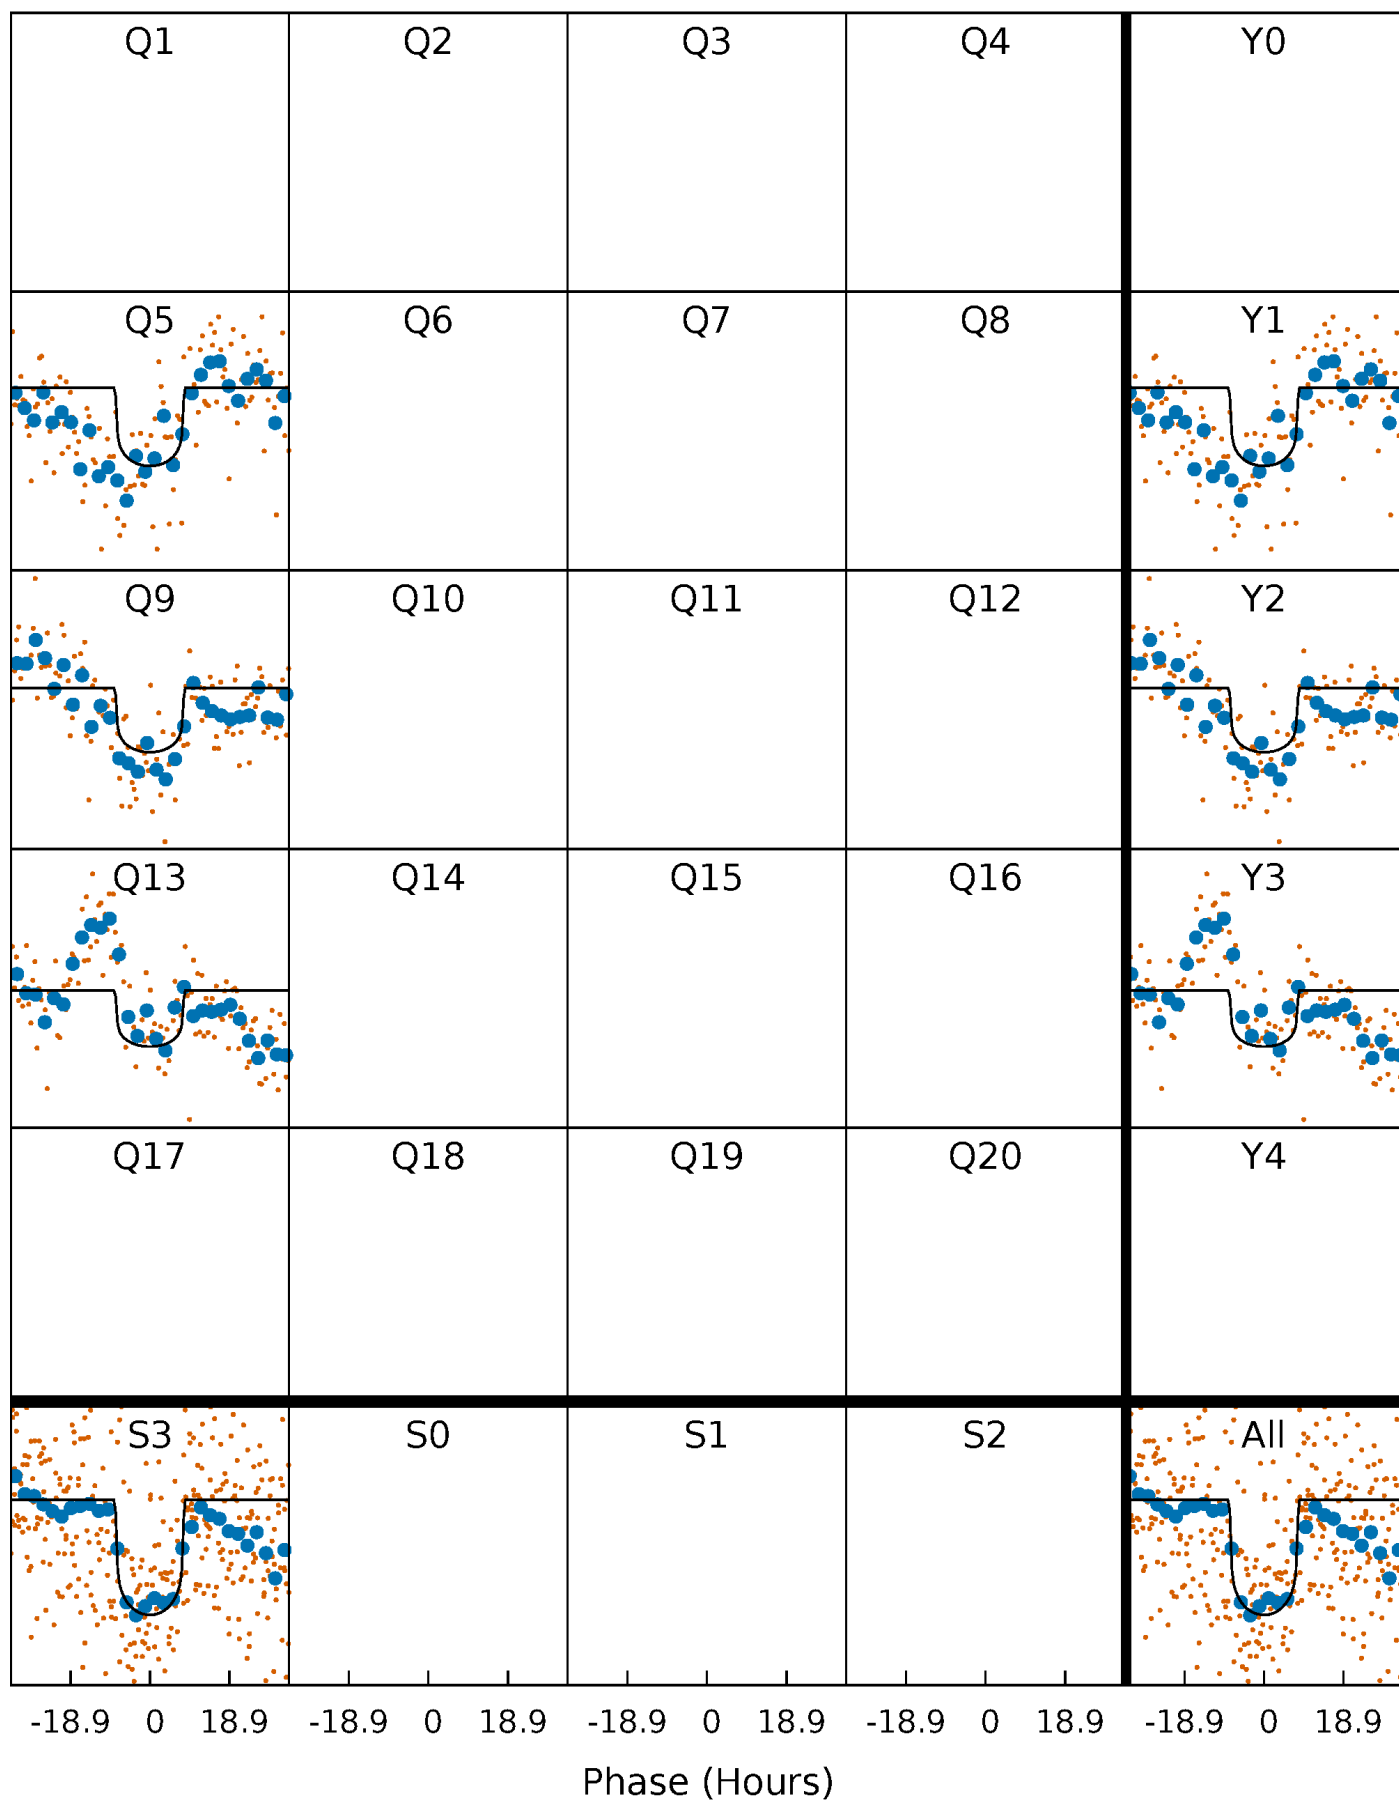 Q1 Q2 Q3 Q4 Y0
Q5 Q6 Q7 Q8 Y1
Q9 Q10 Q11 Q12 Y2
Q13 Q14 Q15 Q16 Y3
Q17 Q18 Q19 Q20 Y4
S3 S0 S1 S2 All
-18.9 0 18.9 -18.9 0 18.9 -18.9 0 18.9 -18.9 0 18.9 -18.9 0 18.9
Phase (Hours)